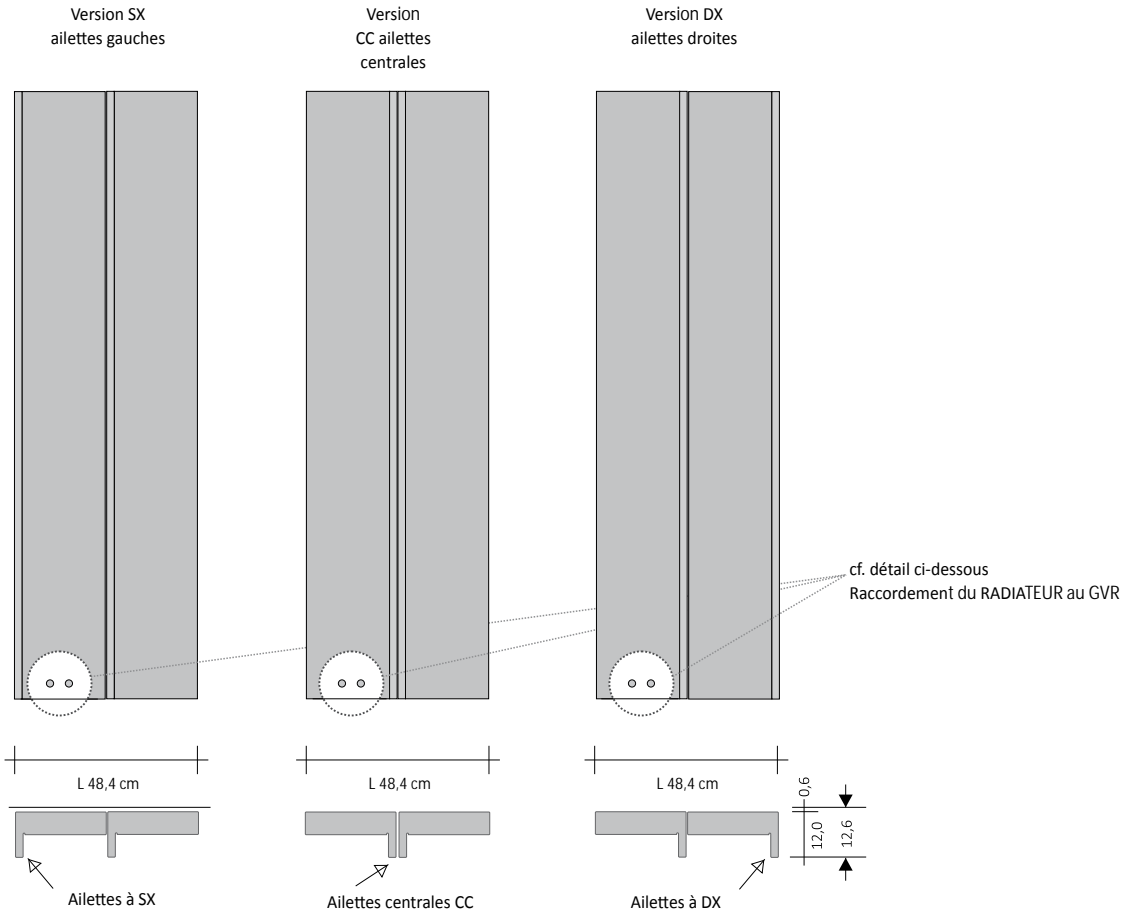 Version SX
ailettes gauches
Version
CC ailettes
centrales
Version DX
ailettes droites
cf. détail ci-dessous
Raccordement du RADIATEUR au GVR
L 48,4 cm
L 48,4 cm
L 48,4 cm
0,6
12,0
12,6
Ailettes à SX
Ailettes centrales CC
Ailettes à DX